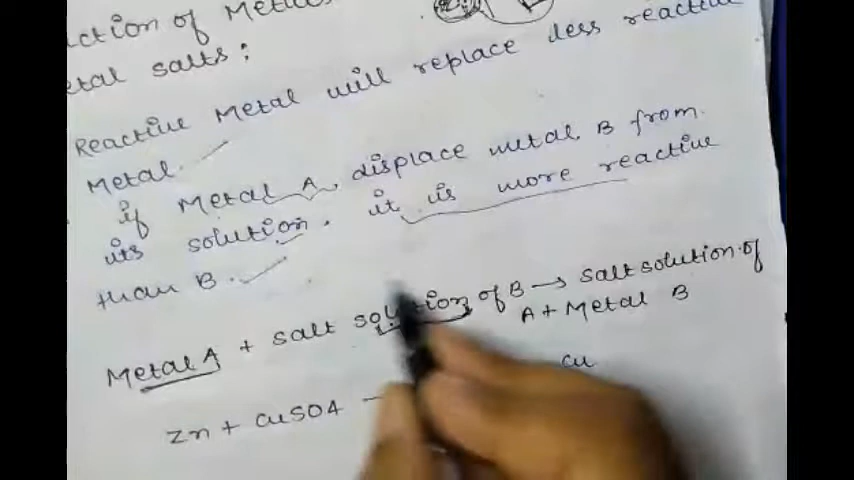 ction of Metals
etal salts:
Reactive Metal will replace less reactive
Metal.
if Metal A, displace metal B from
its solution, it is more reactive
than B.
Metal A + salt solution of B → salt solution of
A + Metal B
Zn + CuSO4 Cu